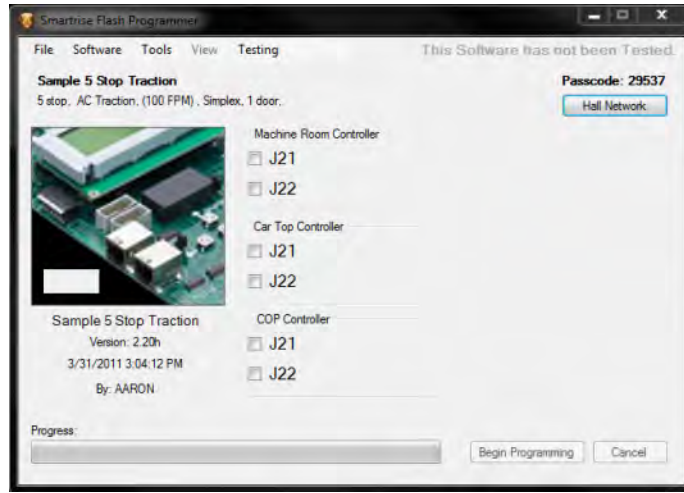 Smartrise Flash Programmer
File Software Tools View Testing This Software has not been Tested.
Sample 5 Stop Traction Passcode: 29537
5 stop, AC Traction, (100 FPM) , Simplex, 1 door,
Hall Network
Machine Room Controller
J21
J22
Car Top Controller
J21
J22
Sample 5 Stop Traction
Version: 2.20h
3/31/2011 3:04:12 PM
By: AARON
COP Controller
J21
J22
Progress:
Begin Programming Cancel